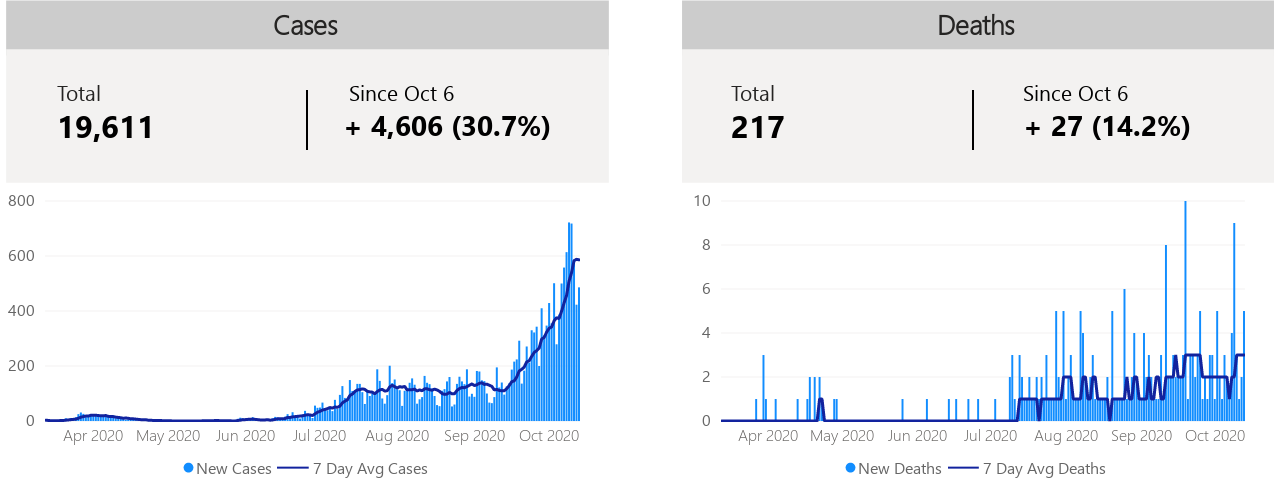 Cases
Total
19,611
Since Oct 6
+ 4,606 (30.7%)
800
600
400
200
0
Apr 2020 May 2020 Jun 2020 Jul 2020 Aug 2020 Sep 2020 Oct 2020
New Cases 7 Day Avg Cases
Deaths
Total
217
Since Oct 6
+ 27 (14.2%)
10
8
6
4
2
0
Apr 2020 May 2020 Jun 2020 Jul 2020 Aug 2020 Sep 2020 Oct 2020
New Deaths 7 Day Avg Deaths